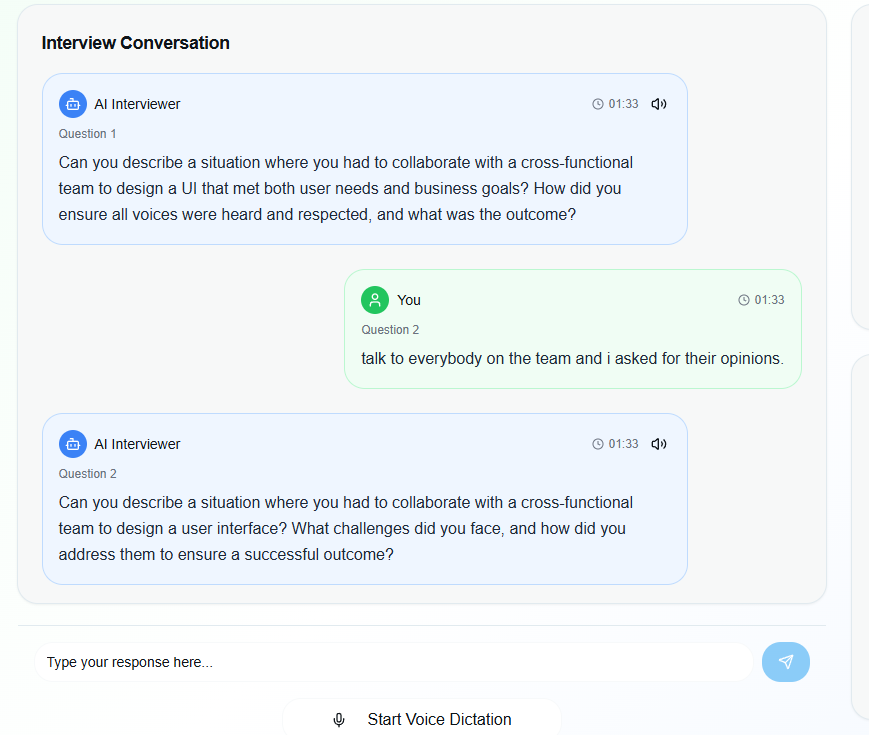 Interview Conversation
AI Interviewer 01:33
Question 1
Can you describe a situation where you had to collaborate with a cross-functional
team to design a UI that met both user needs and business goals? How did you
ensure all voices were heard and respected, and what was the outcome?
You 01:33
Question 2
talk to everybody on the team and i asked for their opinions.
AI Interviewer 01:33
Question 2
Can you describe a situation where you had to collaborate with a cross-functional
team to design a user interface? What challenges did you face, and how did you
address them to ensure a successful outcome?
Type your response here...
Start Voice Dictation